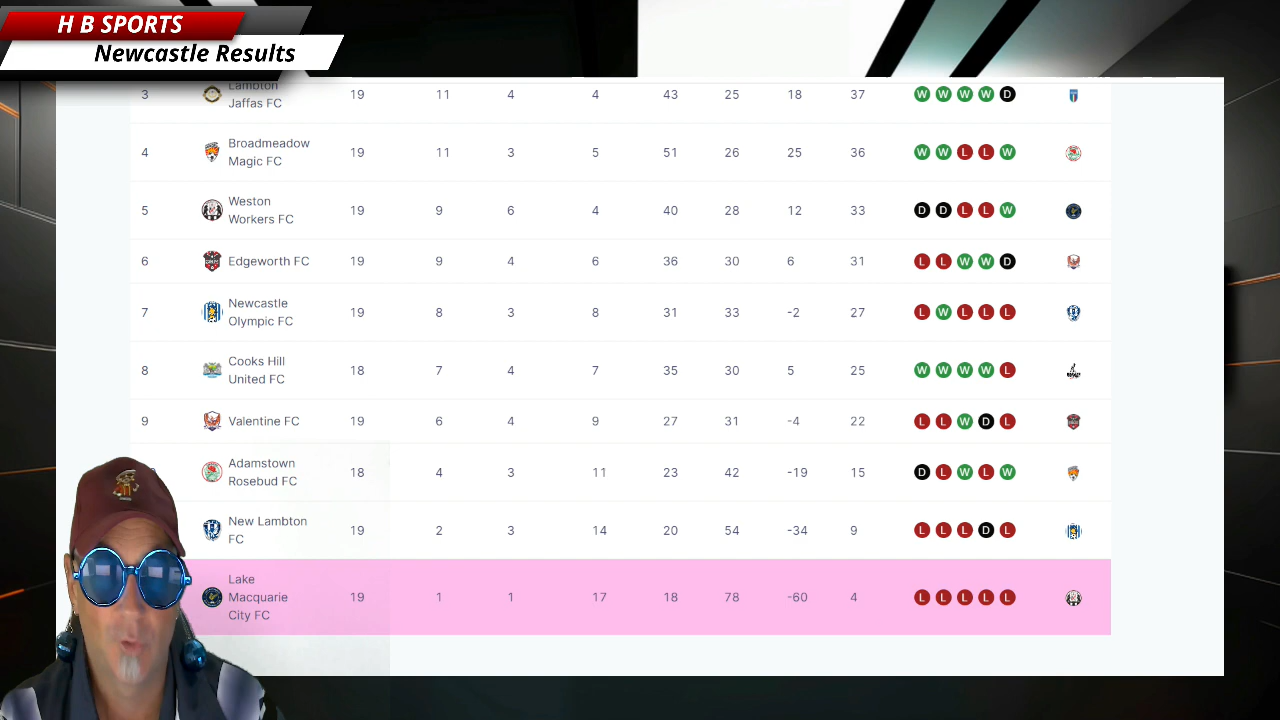 H B SPORTS
Newcastle Results
3 Lambton Jaffas FC 19 11 4 4 43 25 18 37 W W W W D
4 Broadmeadow Magic FC 19 11 3 5 51 26 25 36 W W L L W
5 Weston Workers FC 19 9 6 4 40 28 12 33 D D L L W
6 Edgeworth FC 19 9 4 6 36 30 6 31 L L W W D
7 Newcastle Olympic FC 19 8 3 8 31 33 -2 27 L W L L L
8 Cooks Hill United FC 18 7 4 7 35 30 5 25 W W W W L
9 Valentine FC 19 6 4 9 27 31 -4 22 L L W D L
Adamstown Rosebud FC 18 4 3 11 23 42 -19 15 D L W L W
New Lambton FC 19 2 3 14 20 54 -34 9 L L L D L
Lake Macquarie City FC 19 1 1 17 18 78 -60 4 L L L L L